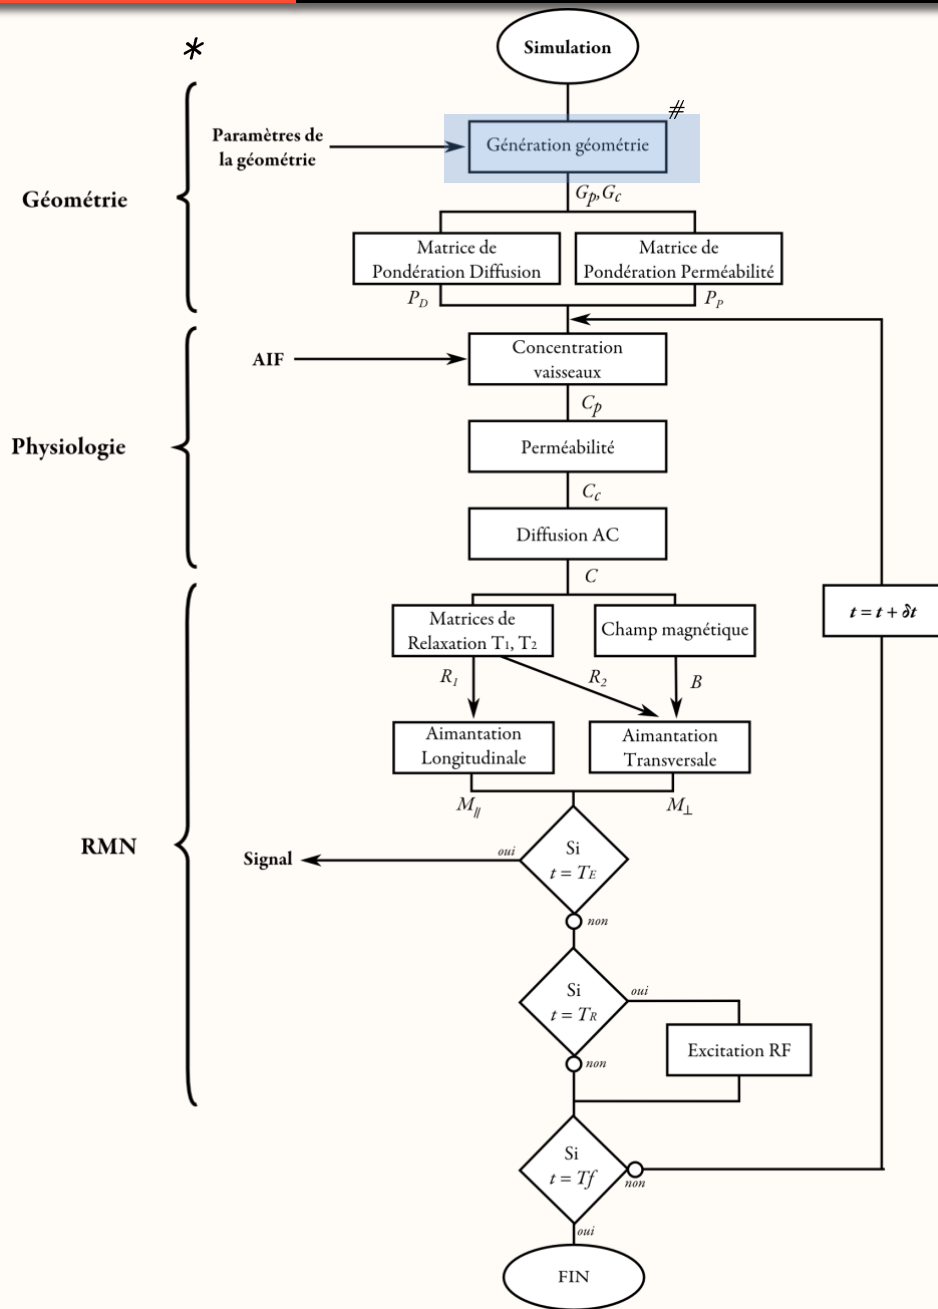 Simulation
*
#
Paramètres de
la géométrie
Génération géométrie
Géométrie
Gp,Gc
Matrice de
Pondération Diffusion
Matrice de
Pondération Perméabilité
PD
PP
AIF
Concentration
vaisseaux
Cp
Physiologie
Perméabilité
Cc
Diffusion AC
C
Matrices de
Relaxation T1, T2
Champ magnétique
t = t + δt
R1
R2
B
Aimantation
Longitudinale
Aimantation
Transversale
M∥
M⊥
RMN
Signal
oui
Si
t = TE
non
Si
t = TR
oui
Excitation RF
non
Si
t = Tf
non
oui
FIN